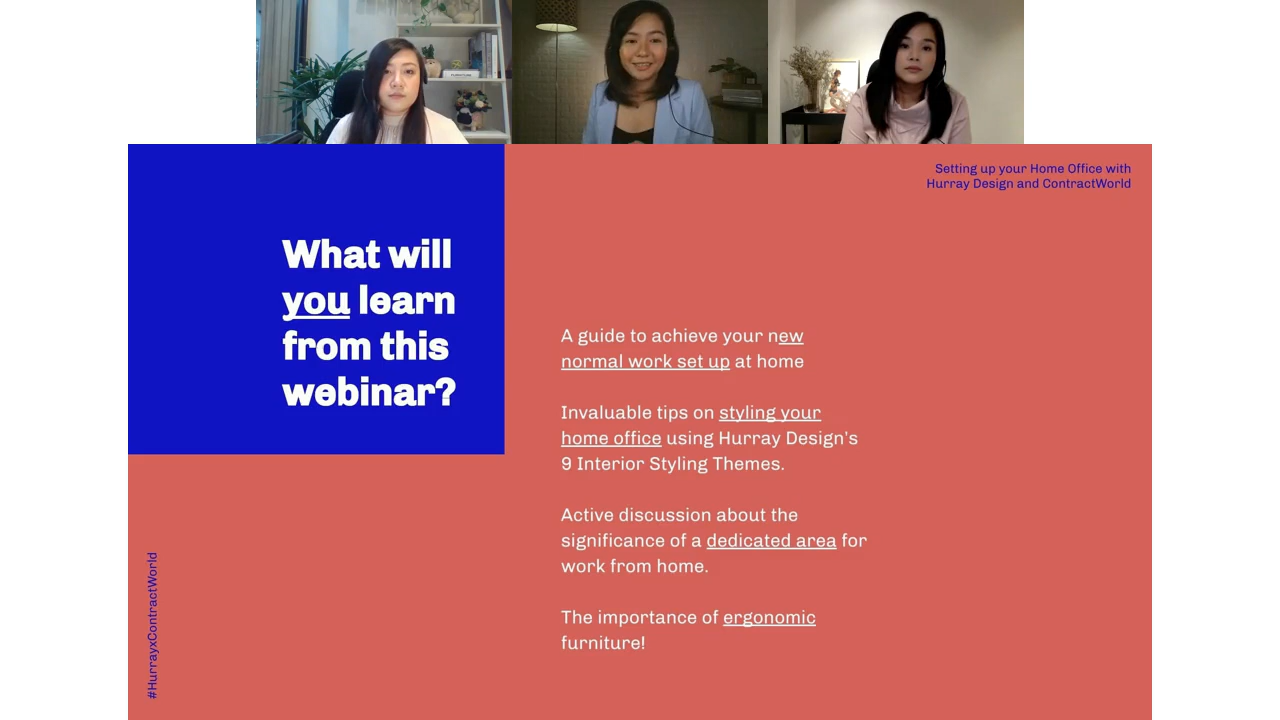 Setting up your Home Office with
Hurray Design and ContractWorld
What will
you learn
from this
webinar?
A guide to achieve your new
normal work set up at home
Invaluable tips on styling your
home office using Hurray Design's
9 Interior Styling Themes.
Active discussion about the
significance of a dedicated area for
work from home.
The importance of ergonomic
furniture!
#HurrayxContractWorld